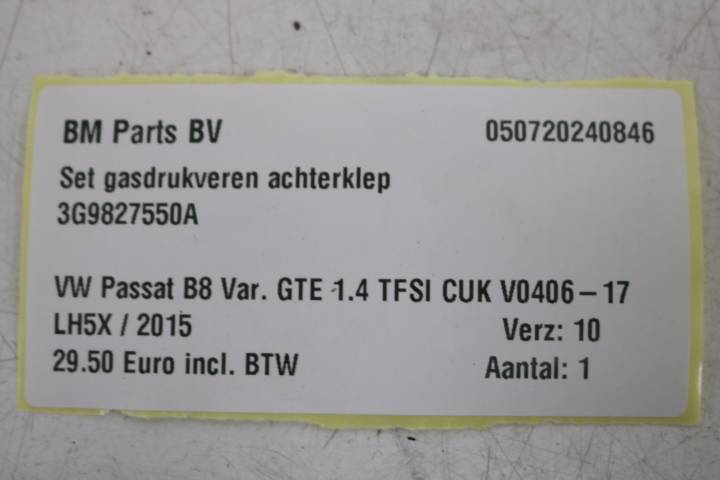 BM Parts BV 050720240846
Set gasdrukveren achterklep
3G9827550A
VW Passat B8 Var. GTE 1.4 TFSI CUK V0406-17
LH5X / 2015 Verz: 10
29.50 Euro incl. BTW Aantal: 1